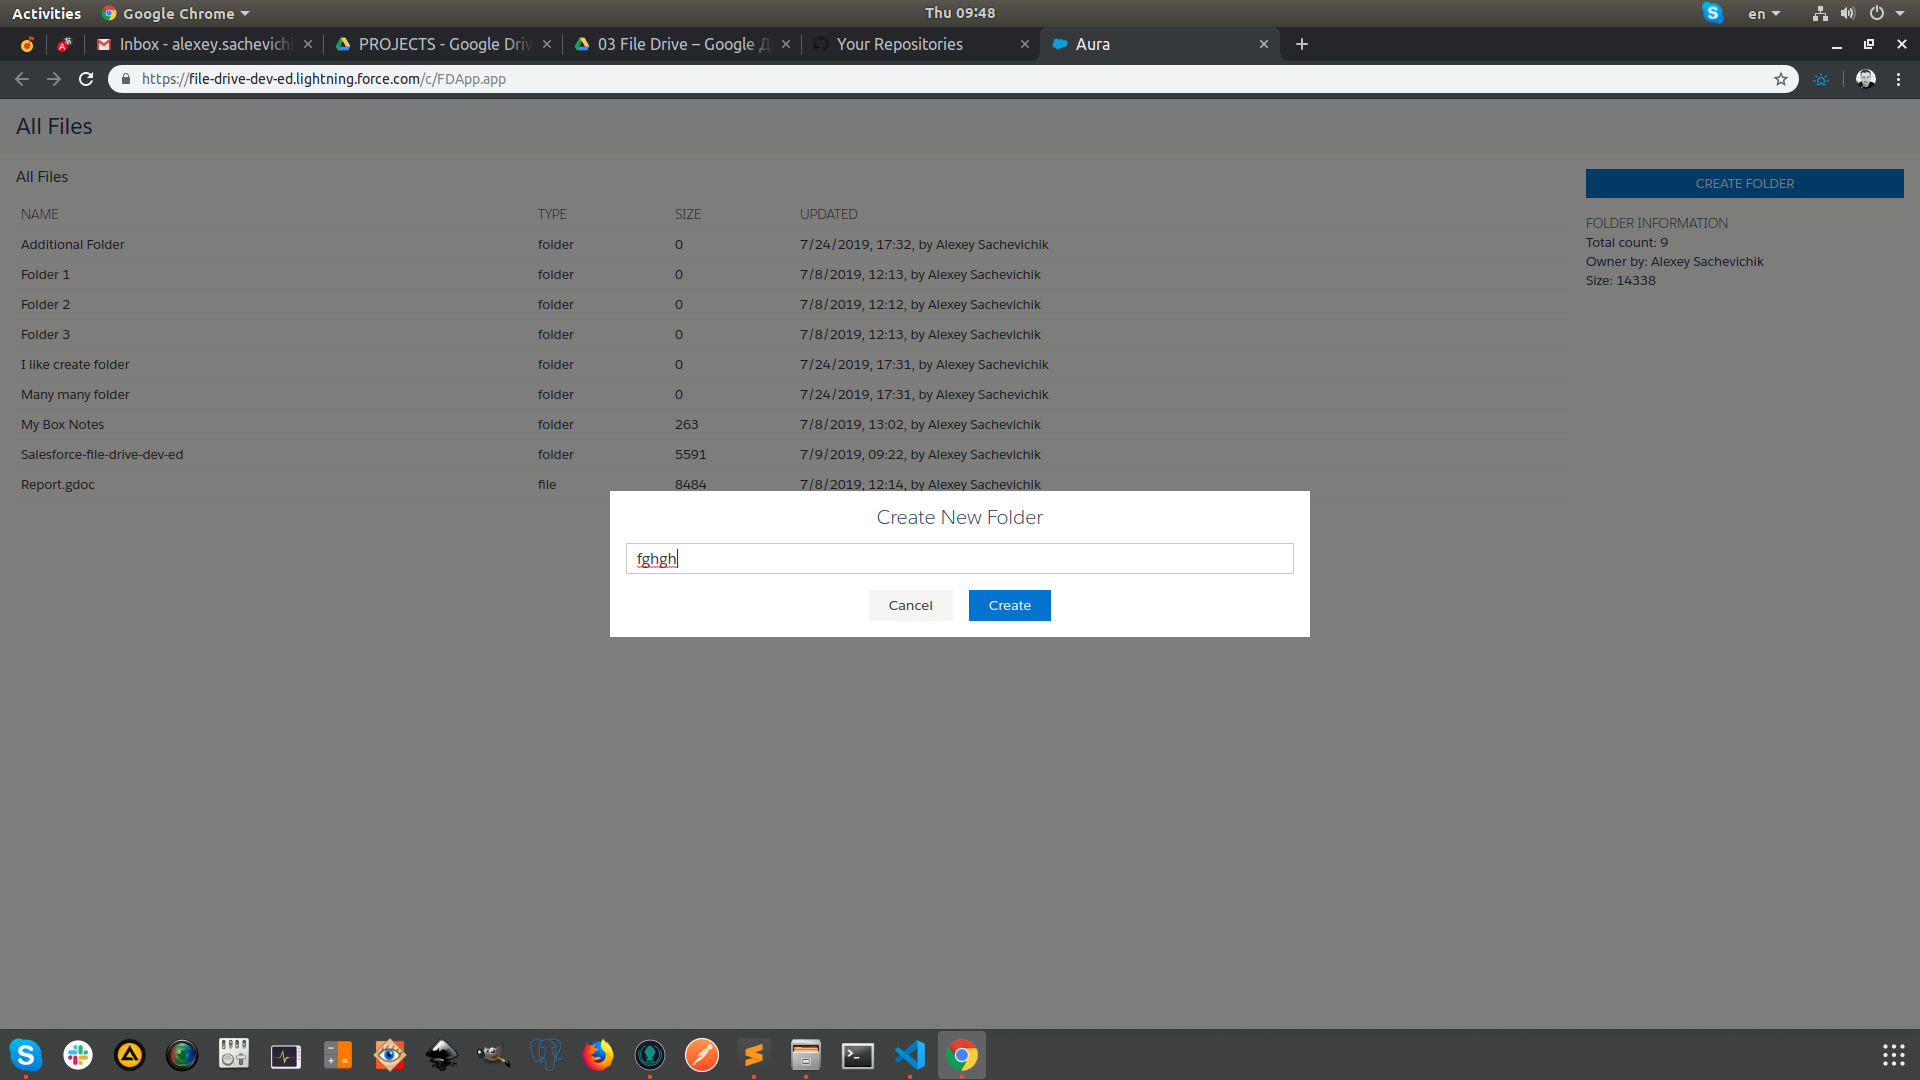 Activities Google Chrome Thu 09:48 en
Inbox - alexey.sachevichi PROJECTS - Google Driv 03 File Drive – Google Д Your Repositories Aura
https://file-drive-dev-ed.lightning.force.com/c/FDApp.app
All Files
All Files
CREATE FOLDER
NAME TYPE SIZE UPDATED
FOLDER INFORMATION
Total count: 9
Owner by: Alexey Sachevichik
Size: 14338
Additional Folder folder 0 7/24/2019, 17:32, by Alexey Sachevichik
Folder 1 folder 0 7/8/2019, 12:13, by Alexey Sachevichik
Folder 2 folder 0 7/8/2019, 12:12, by Alexey Sachevichik
Folder 3 folder 0 7/8/2019, 12:13, by Alexey Sachevichik
I like create folder folder 0 7/24/2019, 17:31, by Alexey Sachevichik
Many many folder folder 0 7/24/2019, 17:31, by Alexey Sachevichik
My Box Notes folder 263 7/8/2019, 13:02, by Alexey Sachevichik
Salesforce-file-drive-dev-ed folder 5591 7/9/2019, 09:22, by Alexey Sachevichik
Report.gdoc file 8484 7/8/2019, 12:14, by Alexey Sachevichik
Create New Folder
fghgh
Cancel Create